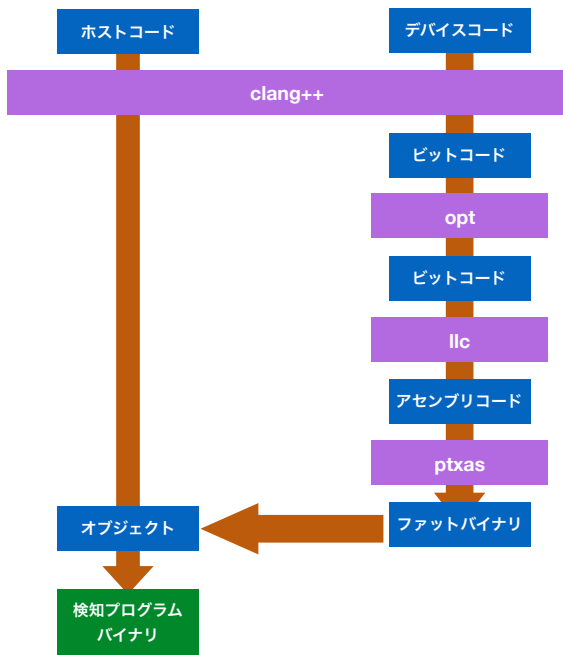 ホストコード
デバイスコード
clang++
ビットコード
opt
ビットコード
llc
アセンブリコード
ptxas
オブジェクト
ファットバイナリ
検知プログラム
バイナリ